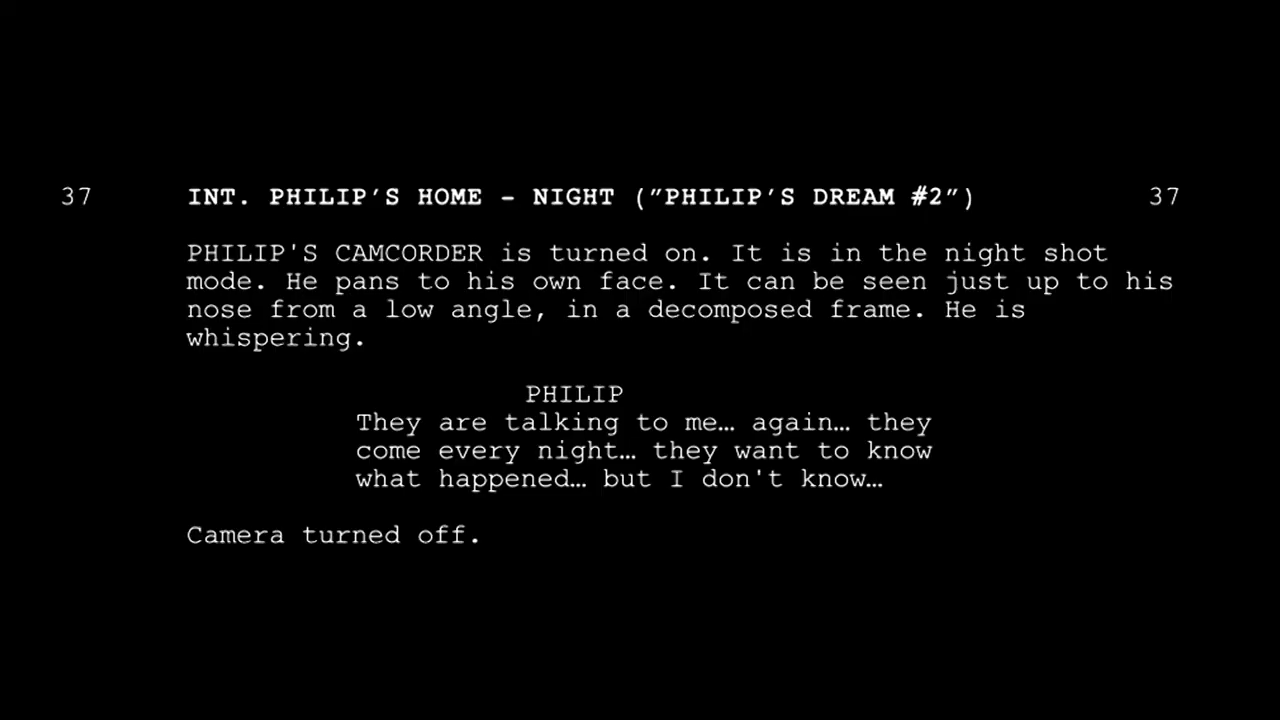 37 INT. PHILIP'S HOME – NIGHT ("PHILIP'S DREAM #2") 37
PHILIP'S CAMCORDER is turned on. It is in the night shot
mode. He pans to his own face. It can be seen just up to his
nose from a low angle, in a decomposed frame. He is
whispering.
PHILIP
They are talking to me… again… they
come every night… they want to know
what happened… but I don't know…
Camera turned off.